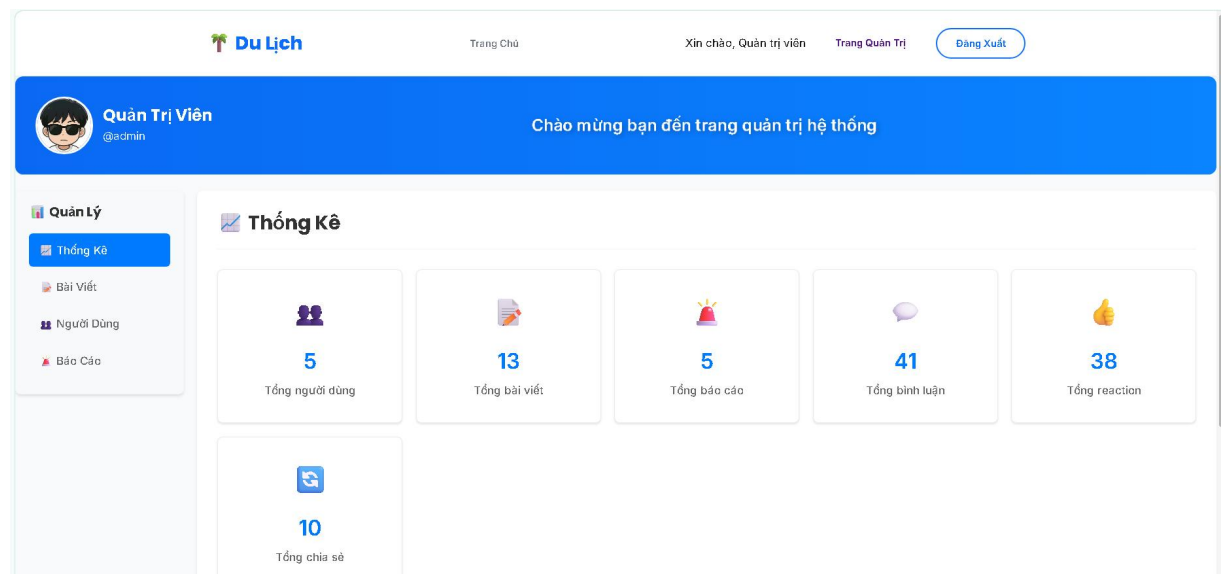 Du Lịch
Trang Chủ
Xin chào, Quản trị viên
Trang Quản Trị
Đăng Xuất
Quản Trị Viên
@admin
Chào mừng bạn đến trang quản trị hệ thống
Quản Lý
Thống Kê
Bài Viết
Người Dùng
Báo Cáo
Thống Kê
5
Tổng người dùng
13
Tổng bài viết
5
Tổng báo cáo
41
Tổng bình luận
38
Tổng reaction
10
Tổng chia sẻ